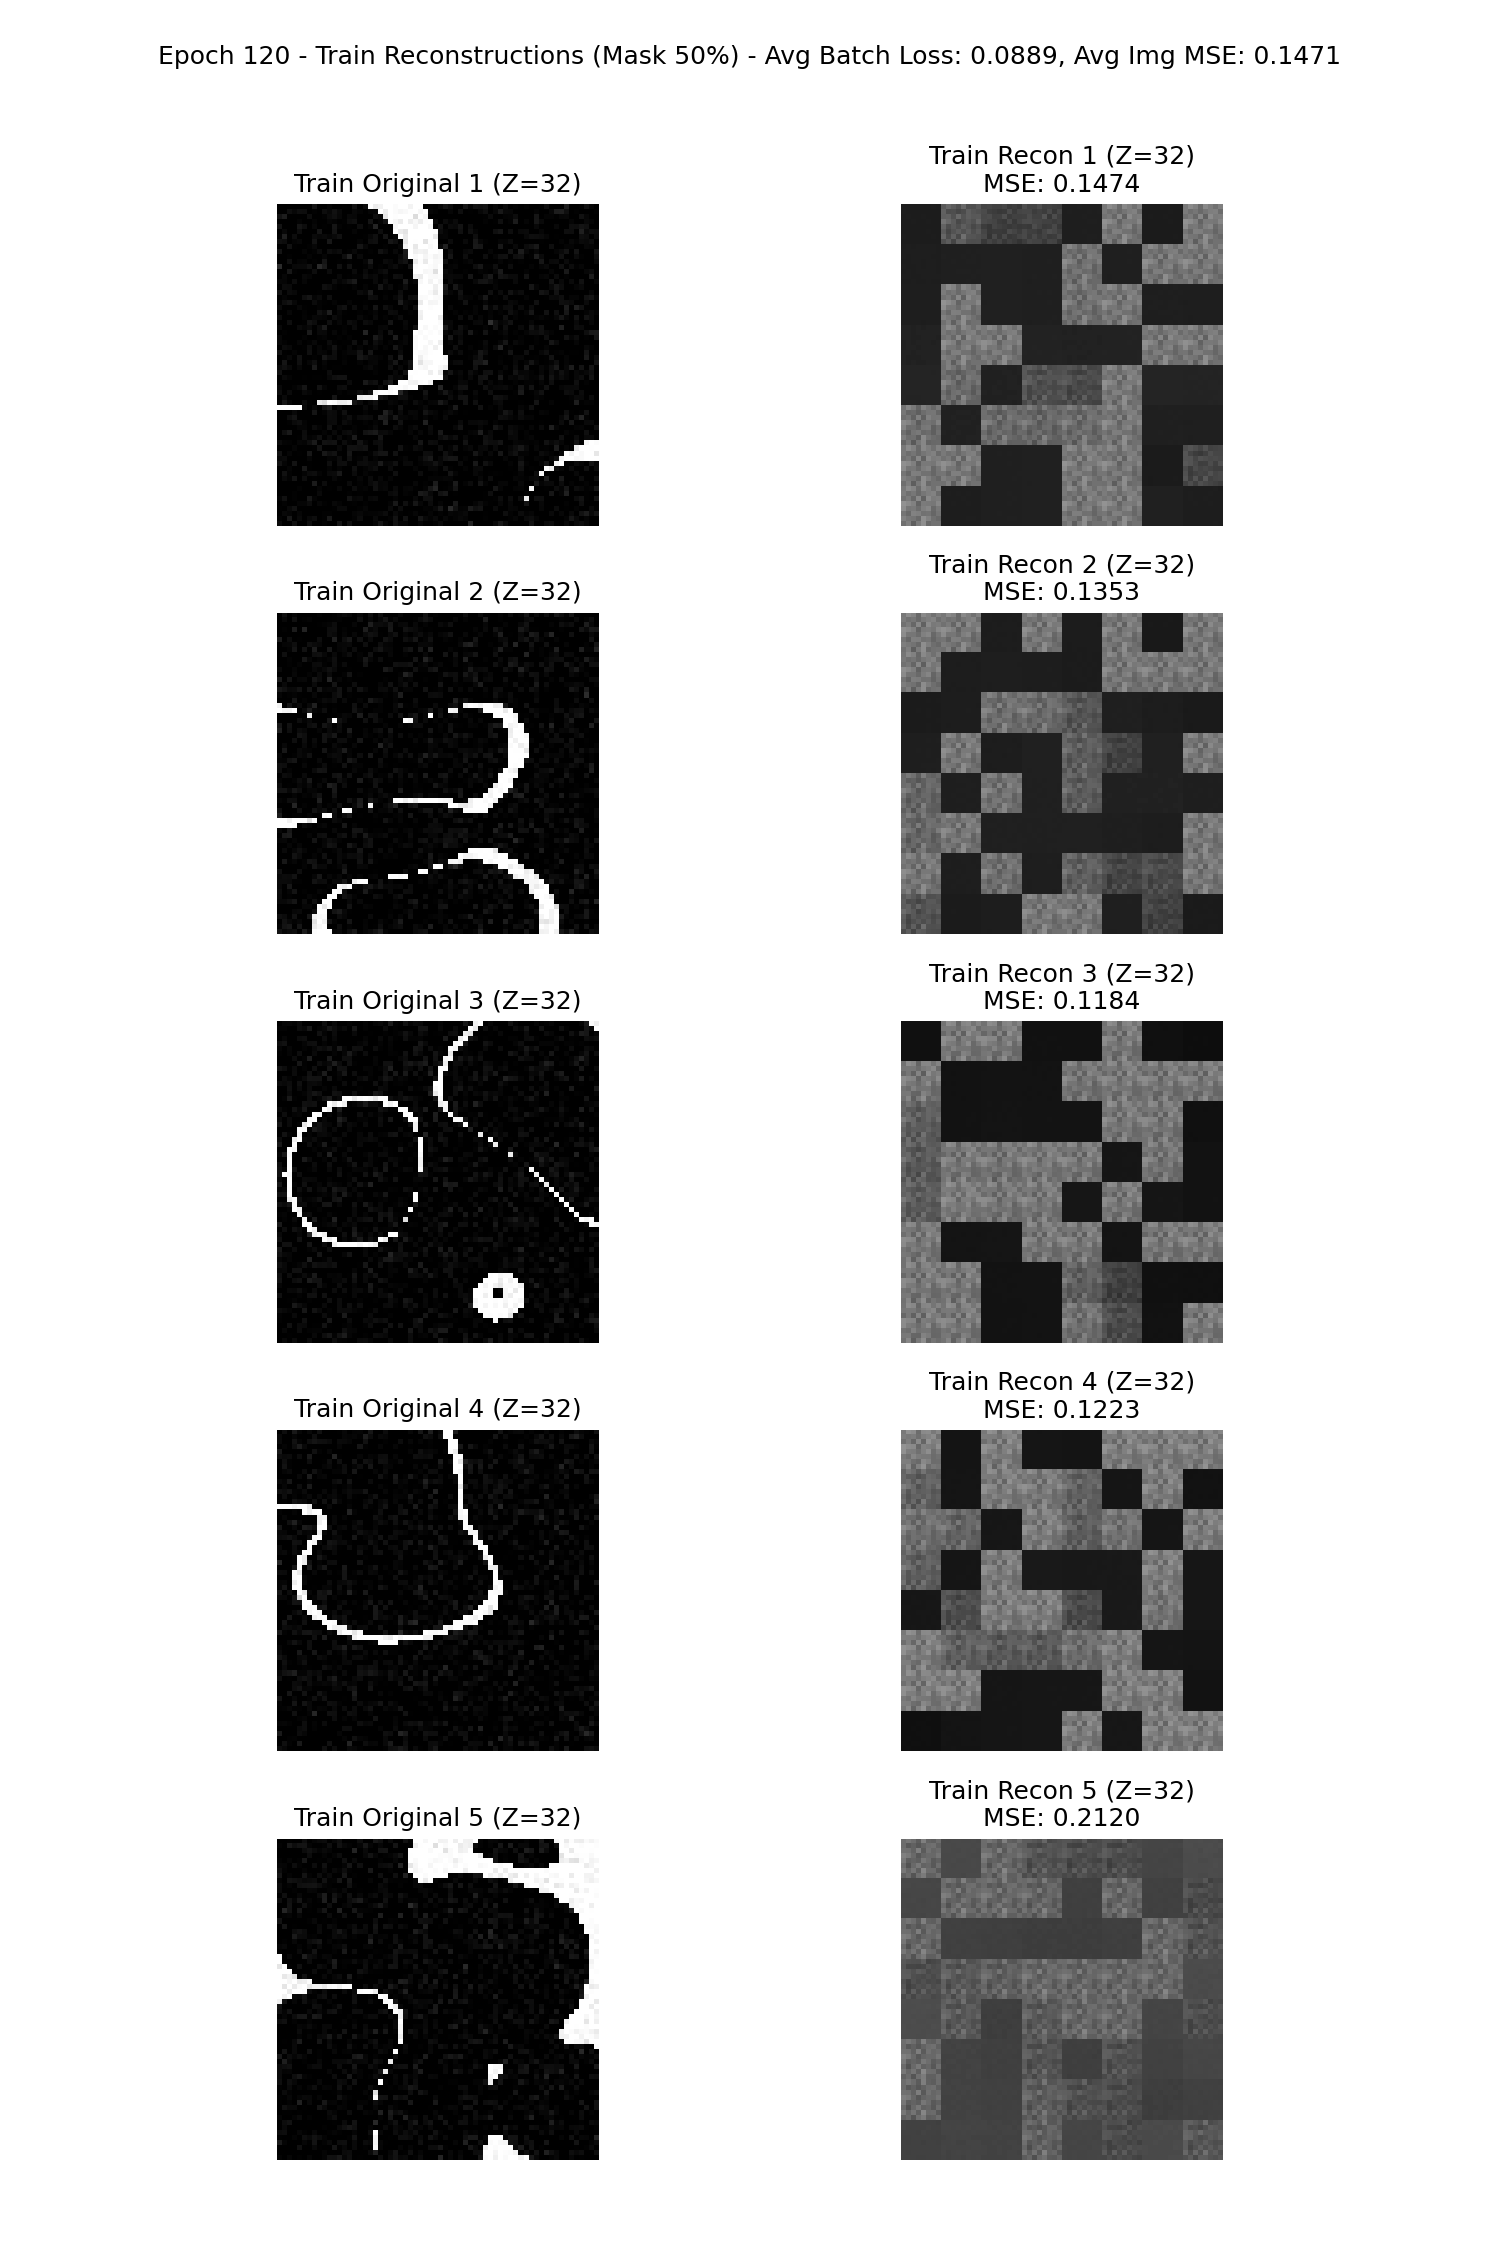 Epoch 120 - Train Reconstructions (Mask 50%) - Avg Batch Loss: 0.0889, Avg Img MSE: 0.1471
Train Original 1 (Z=32)
Train Recon 1 (Z=32)
MSE: 0.1474
Train Original 2 (Z=32)
Train Recon 2 (Z=32)
MSE: 0.1353
Train Original 3 (Z=32)
Train Recon 3 (Z=32)
MSE: 0.1184
Train Original 4 (Z=32)
Train Recon 4 (Z=32)
MSE: 0.1223
Train Original 5 (Z=32)
Train Recon 5 (Z=32)
MSE: 0.2120